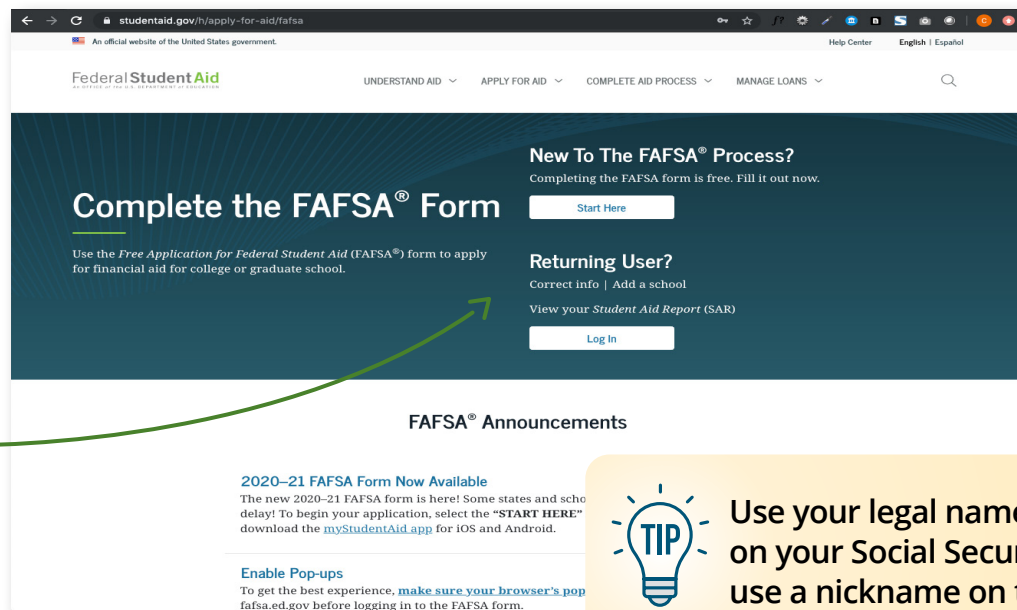 studentaid.gov/h/apply-for-aid/fafsa
An official website of the United States government.
Help Center English | Español
Federal Student Aid
An OFFICE of the U.S. DEPARTMENT of EDUCATION
UNDERSTAND AID APPLY FOR AID COMPLETE AID PROCESS MANAGE LOANS
Complete the FAFSA® Form
Use the Free Application for Federal Student Aid (FAFSA®) form to apply
for financial aid for college or graduate school.
New To The FAFSA® Process?
Completing the FAFSA form is free. Fill it out now.
Start Here
Returning User?
Correct info | Add a school
View your Student Aid Report (SAR)
Log In
FAFSA® Announcements
2020–21 FAFSA Form Now Available
The new 2020–21 FAFSA form is here! Some states and scho
delay! To begin your application, select the “START HERE”
download the myStudentAid app for iOS and Android.
Enable Pop-ups
To get the best experience, make sure your browser's pop
fafsa.ed.gov before logging in to the FAFSA form.
TIP
Use your legal name
on your Social Secur
use a nickname on